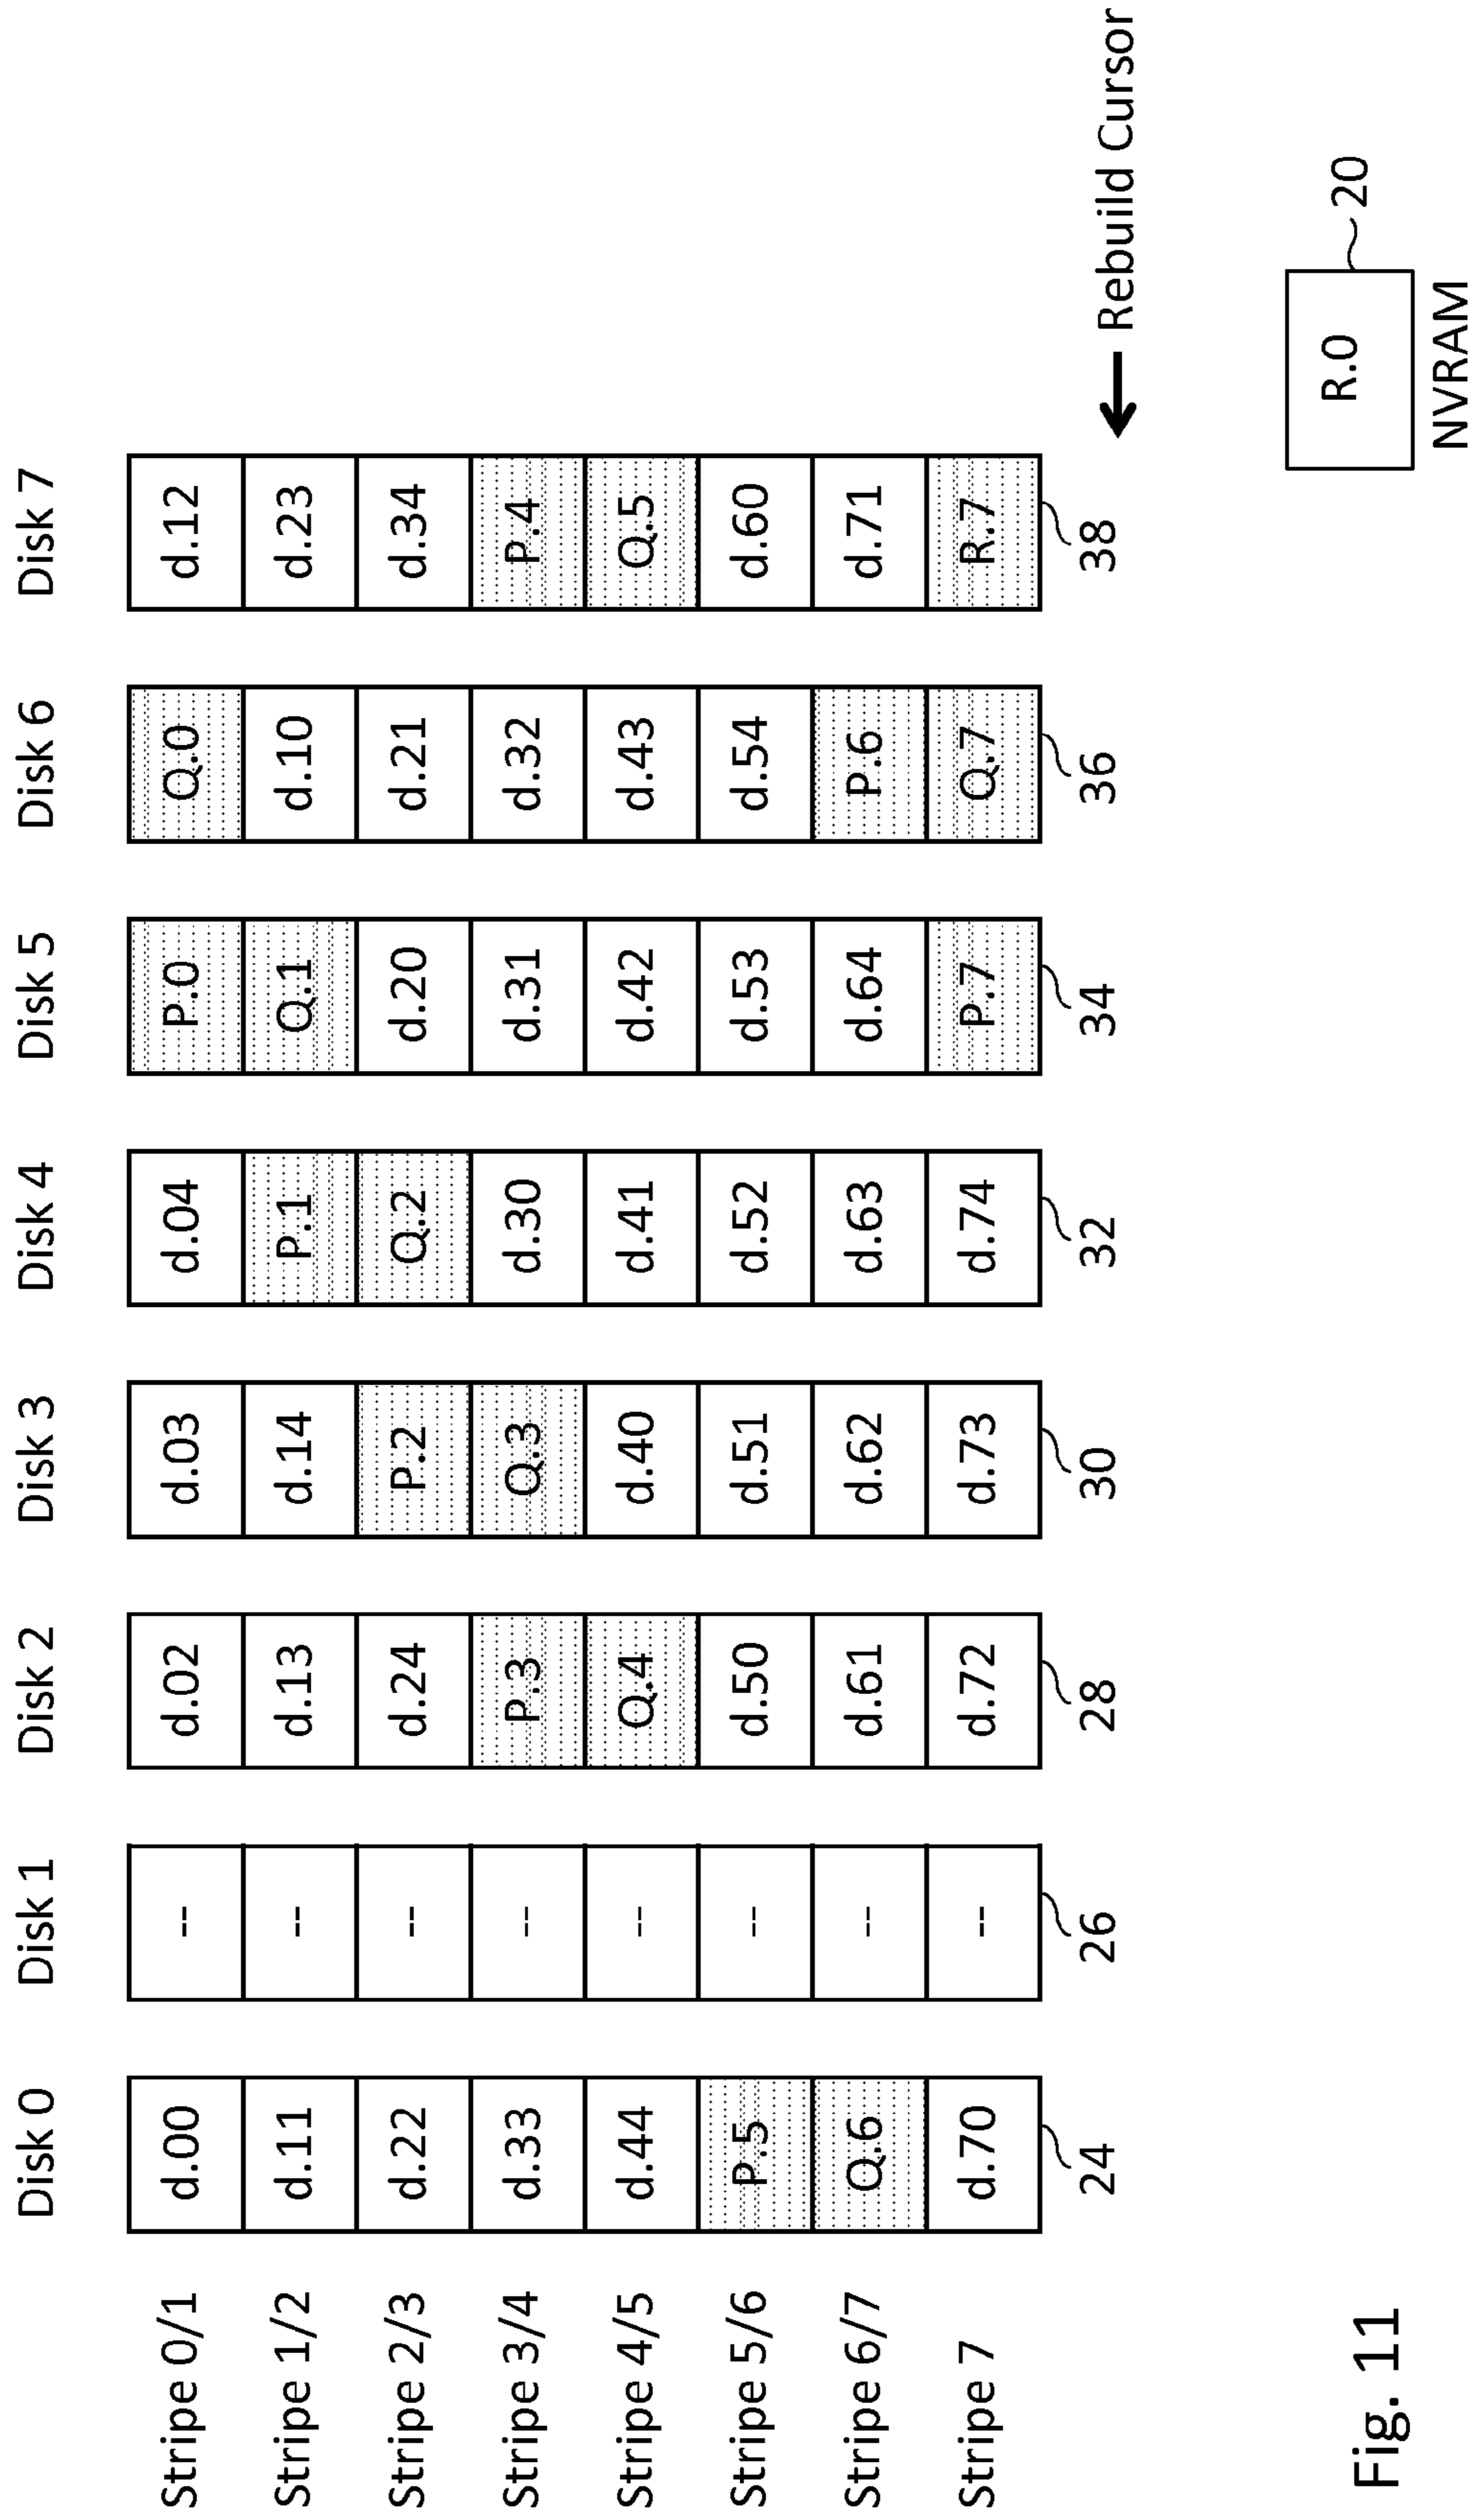 Disk 0 Disk 1 Disk 2 Disk 3 Disk 4 Disk 5 Disk 6 Disk 7
Stripe 0/1 d.00 -- d.02 d.03 d.04 P.0 Q.0 d.12
Stripe 1/2 d.11 -- d.13 d.14 P.1 Q.1 d.10 d.23
Stripe 2/3 d.22 -- d.24 P.2 Q.2 d.20 d.21 d.34
Stripe 3/4 d.33 -- P.3 Q.3 d.30 d.31 d.32 P.4
Stripe 4/5 d.44 -- Q.4 d.40 d.41 d.42 d.43 Q.5
Stripe 5/6 P.5 -- d.50 d.51 d.52 d.53 d.54 d.60
Stripe 6/7 Q.6 -- d.61 d.62 d.63 d.64 P.6 d.71
Stripe 7 d.70 -- d.72 d.73 d.74 P.7 Q.7 R.7
24 26 28 30 32 34 36 38
Rebuild Cursor
R.0
20
NVRAM
Fig. 11